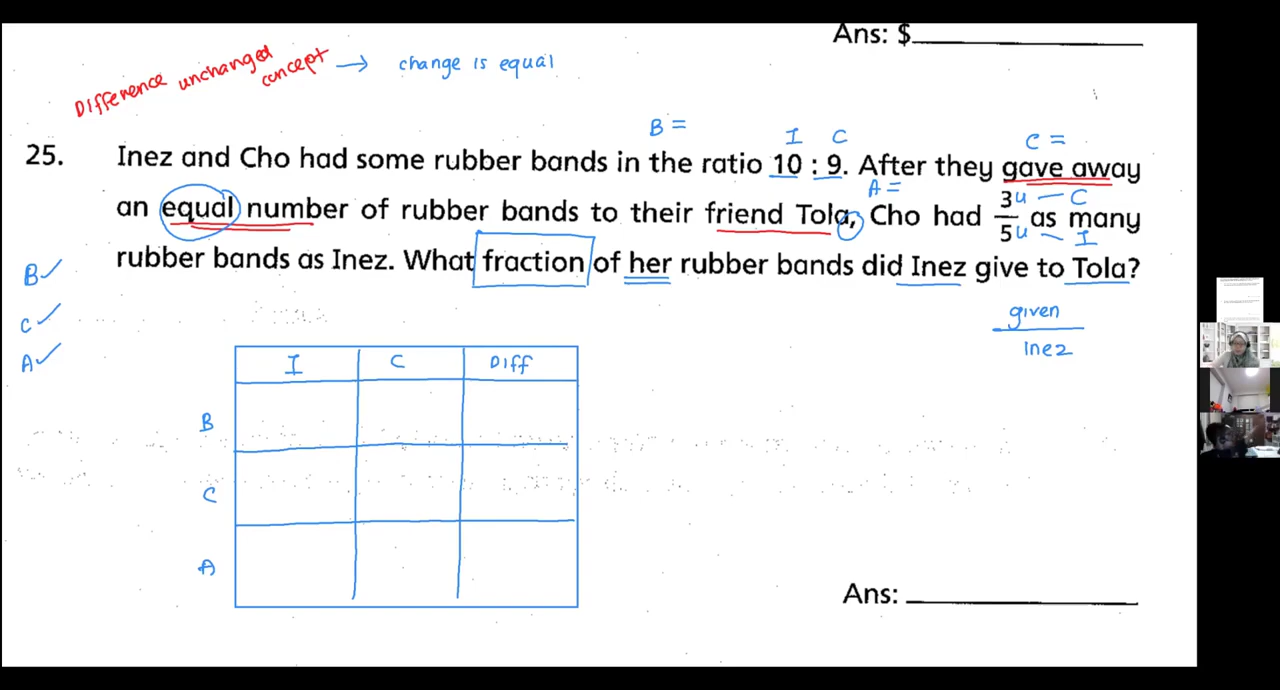 Ans: $
Difference unchanged concept → change is equal
B =
I C
C =
25. Inez and Cho had some rubber bands in the ratio 10 : 9. After they gave away
A =
3u — C
an equal number of rubber bands to their friend Tola, Cho had 3/5 as many
5u — I
rubber bands as Inez. What fraction of her rubber bands did Inez give to Tola?
B ✓
C ✓
A ✓
given
Inez
I C Diff
B
C
A
Ans: